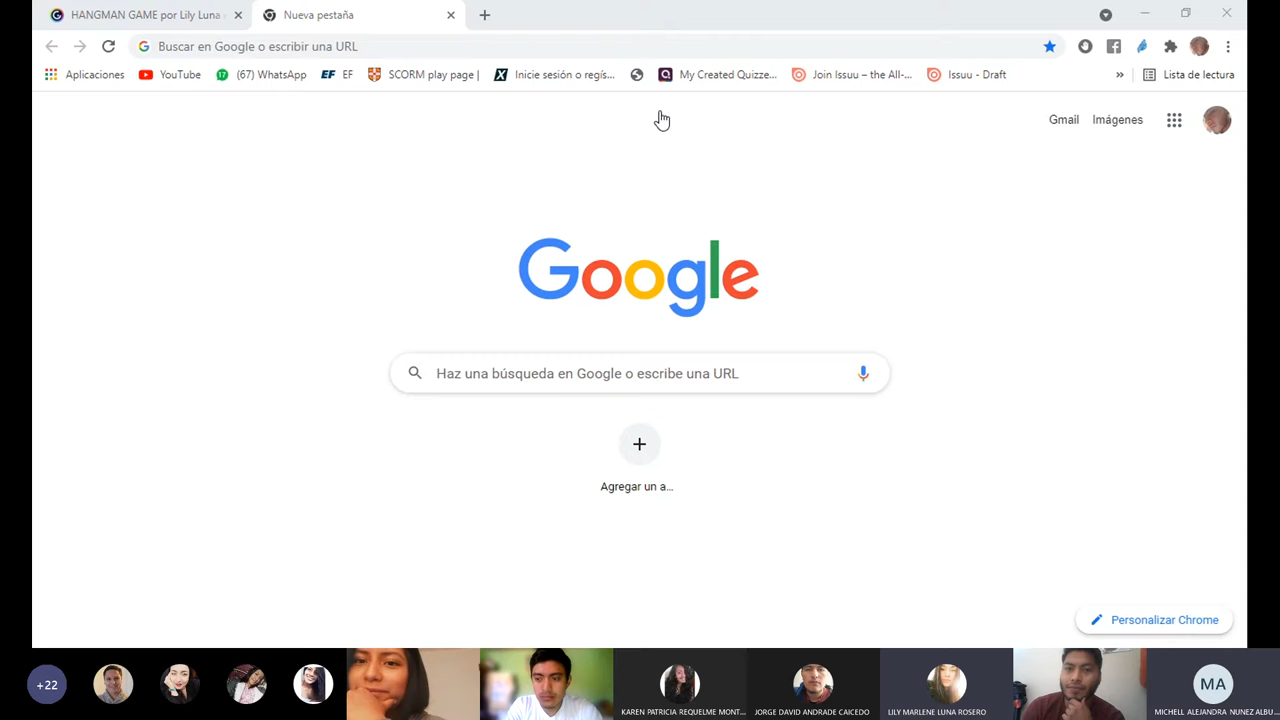 HANGMAN GAME por Lily Luna
Nueva pestaña
Buscar en Google o escribir una URL
Aplicaciones
YouTube
(67) WhatsApp
17
EF EF
SCORM play page |
Inicie sesión o regís...
My Created Quizze...
Join Issuu – the All-...
Issuu - Draft
»
Lista de lectura
Gmail Imágenes
Google
Haz una búsqueda en Google o escribe una URL
Agregar un a...
Personalizar Chrome
+22
KAREN PATRICIA REQUELME MONT...
JORGE DAVID ANDRADE CAICEDO
LILY MARLENE LUNA ROSERO
MA
MICHELL ALEJANDRA NUNEZ ALBU...